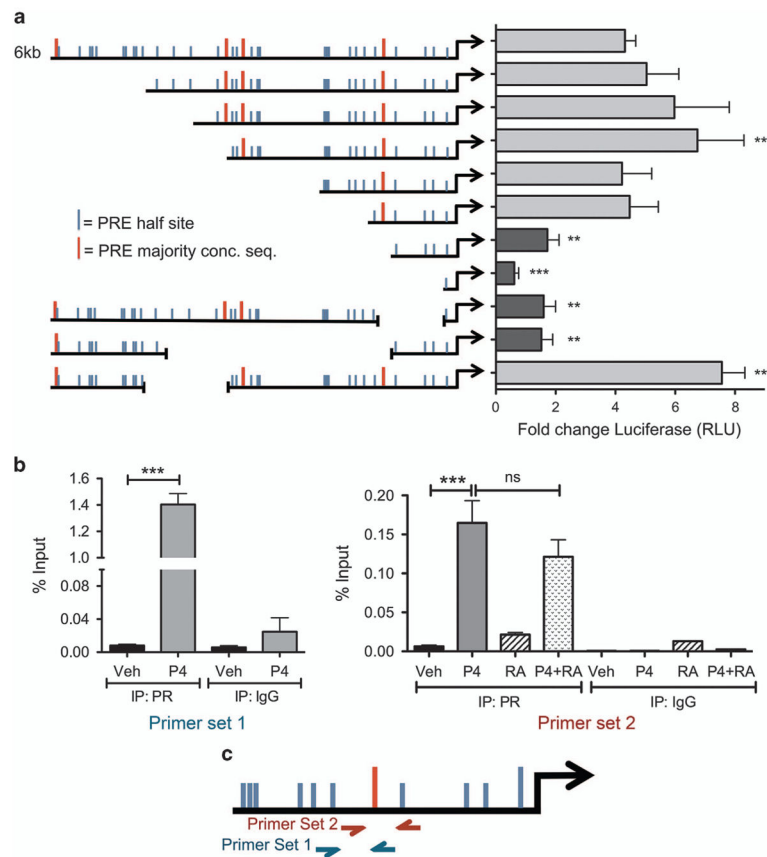 a
6kb
= PRE half site
= PRE majority conc. seq.
**
**
***
**
**
**
0 2 4 6 8
Fold change Luciferase (RLU)
b
% Input
1.6
1.4
1.2
1.0
0.08
0.04
0.00
***
Veh P4 Veh P4
IP: PR IP: IgG
Primer set 1
% Input
0.20
0.15
0.10
0.05
0.00
*** ns
Veh P4 RA P4+RA Veh P4 RA P4+RA
IP: PR IP: IgG
Primer set 2
c
Primer Set 2
Primer Set 1